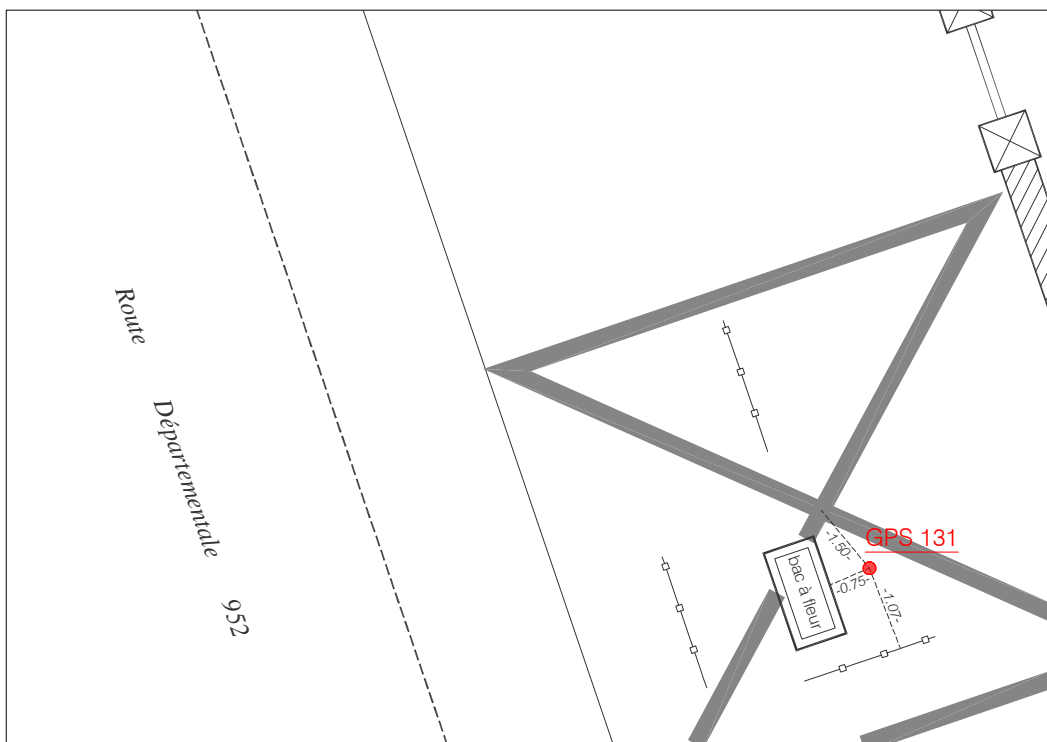 Route
Départementale
952
GPS 131
-1.50-
-0.75-
-1.07-
bac à fleur